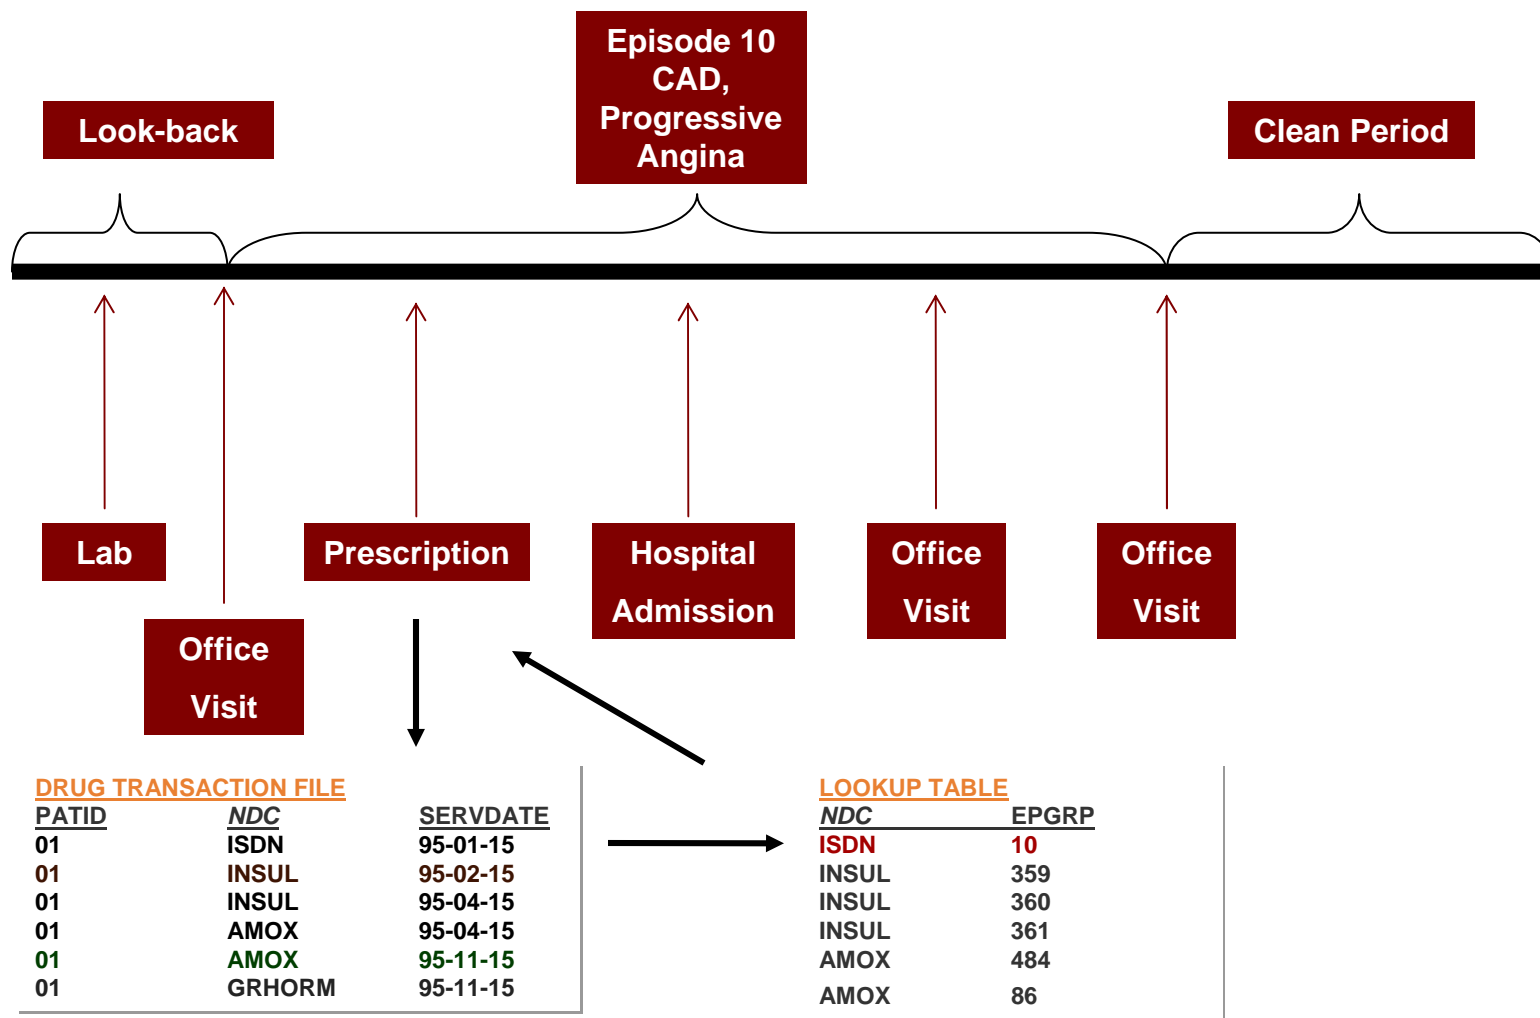 Episode 10
CAD,
Progressive
Angina
Look-back
Clean Period
Lab
Prescription
Hospital
Admission
Office
Visit
Office
Visit
Office
Visit
DRUG TRANSACTION FILE
PATID NDC SERVDATE
01 ISDN 95-01-15
01 INSUL 95-02-15
01 INSUL 95-04-15
01 AMOX 95-04-15
01 AMOX 95-11-15
01 GRHORM 95-11-15
LOOKUP TABLE
NDC EPGRP
ISDN 10
INSUL 359
INSUL 360
INSUL 361
AMOX 484
AMOX 86